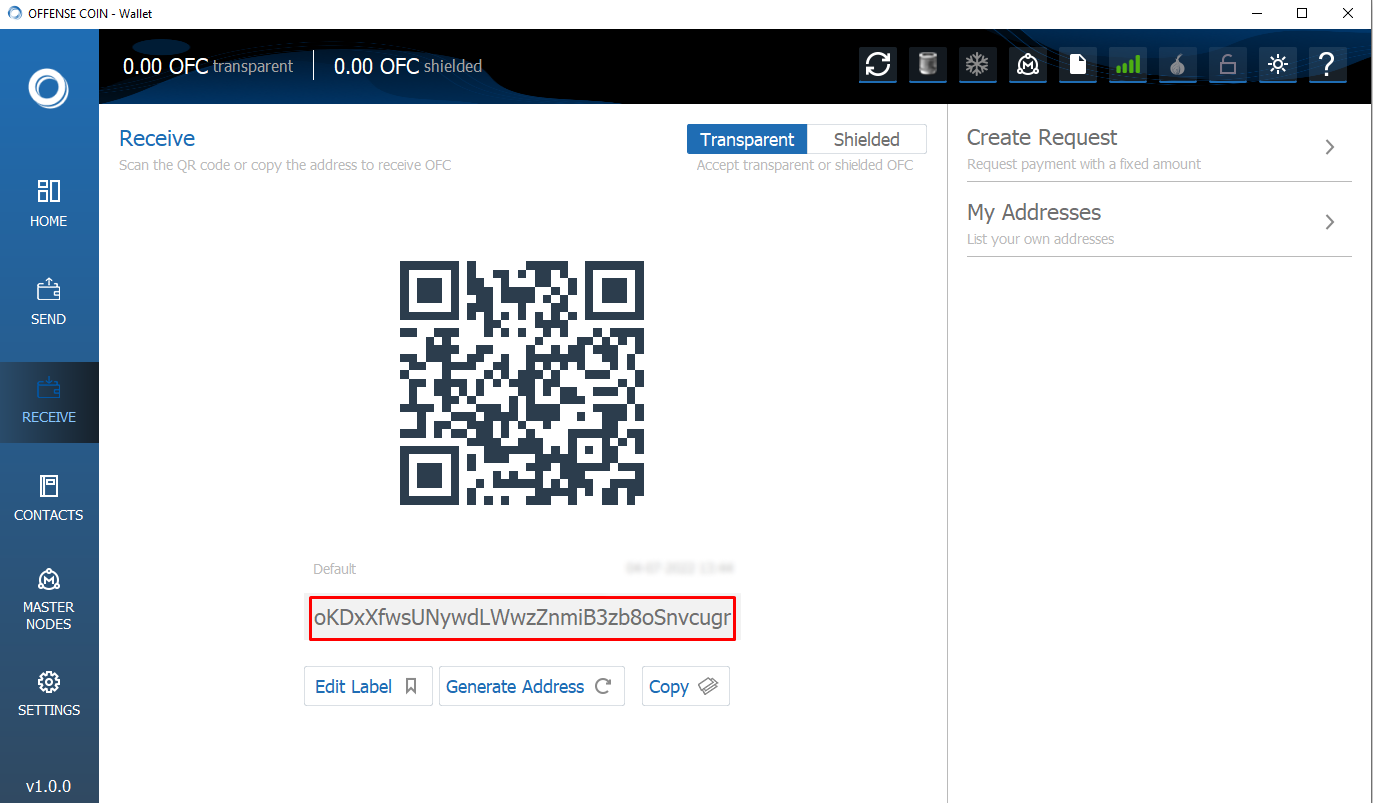 OFFENSE COIN - Wallet
0.00 OFC transparent
0.00 OFC shielded
HOME
SEND
RECEIVE
CONTACTS
MASTER
NODES
SETTINGS
v1.0.0
Receive
Scan the QR code or copy the address to receive OFC
Transparent
Shielded
Accept transparent or shielded OFC
Default
oKDxXfwsUNywdLWwzZnmiB3zb8oSnvcugr
Edit Label
Generate Address
Copy
Create Request
Request payment with a fixed amount
My Addresses
List your own addresses